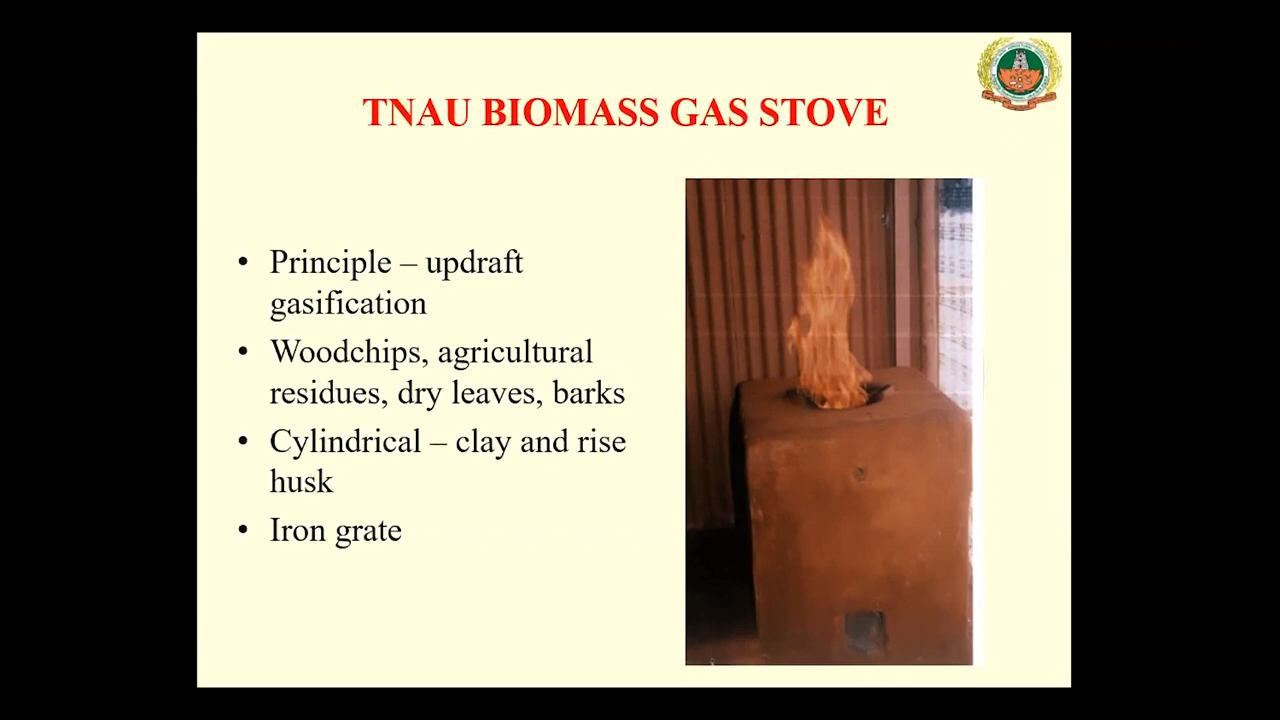 TNAU BIOMASS GAS STOVE
• Principle – updraft
gasification
• Woodchips, agricultural
residues, dry leaves, barks
• Cylindrical – clay and rise
husk
• Iron grate